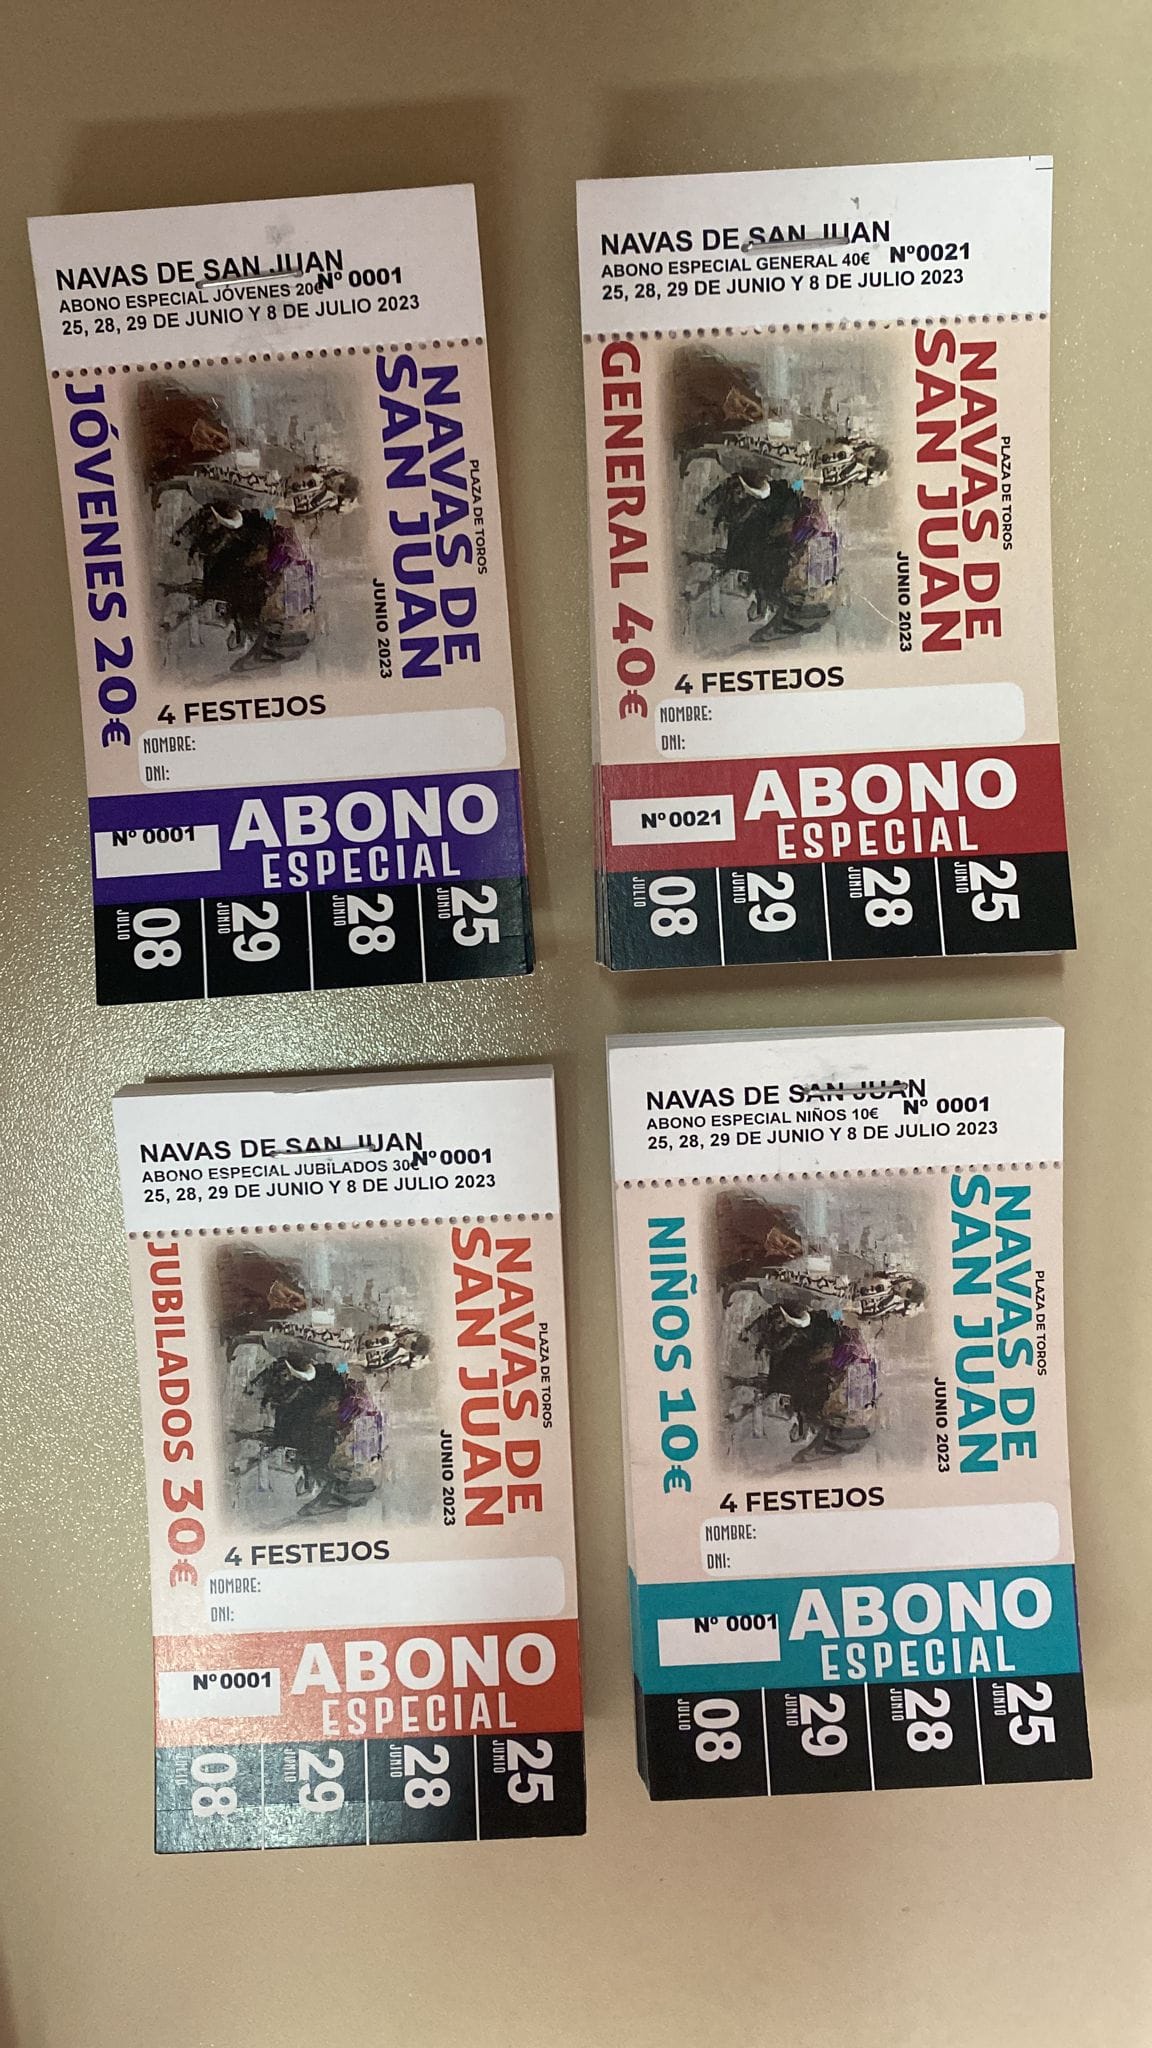 NAVAS DE SAN JUAN
ABONO ESPECIAL JÓVENES 20€ Nº 0001
25, 28, 29 DE JUNIO Y 8 DE JULIO 2023
JÓVENES 20€
NAVAS DE
SAN JUAN
PLAZA DE TOROS
JUNIO 2023
4 FESTEJOS
NOMBRE:
DNI:
Nº 0001
ABONO
ESPECIAL
08 JULIO
29 JUNIO
28 JUNIO
25 JUNIO
NAVAS DE SAN JUAN
ABONO ESPECIAL GENERAL 40€ Nº0021
25, 28, 29 DE JUNIO Y 8 DE JULIO 2023
GENERAL 40€
NAVAS DE
SAN JUAN
PLAZA DE TOROS
JUNIO 2023
4 FESTEJOS
NOMBRE:
DNI:
Nº0021
ABONO
ESPECIAL
08 JULIO
29 JUNIO
28 JUNIO
25 JUNIO
NAVAS DE SAN JUAN
ABONO ESPECIAL JUBILADOS 30€ Nº0001
25, 28, 29 DE JUNIO Y 8 DE JULIO 2023
JUBILADOS 30€
NAVAS DE
SAN JUAN
PLAZA DE TOROS
JUNIO 2023
4 FESTEJOS
NOMBRE:
DNI:
Nº0001
ABONO
ESPECIAL
08 JULIO
29 JUNIO
28 JUNIO
25 JUNIO
NAVAS DE SAN JUAN
ABONO ESPECIAL NIÑOS 10€ Nº 0001
25, 28, 29 DE JUNIO Y 8 DE JULIO 2023
NIÑOS 10€
NAVAS DE
SAN JUAN
PLAZA DE TOROS
JUNIO 2023
4 FESTEJOS
NOMBRE:
DNI:
Nº 0001
ABONO
ESPECIAL
08 JULIO
29 JUNIO
28 JUNIO
25 JUNIO